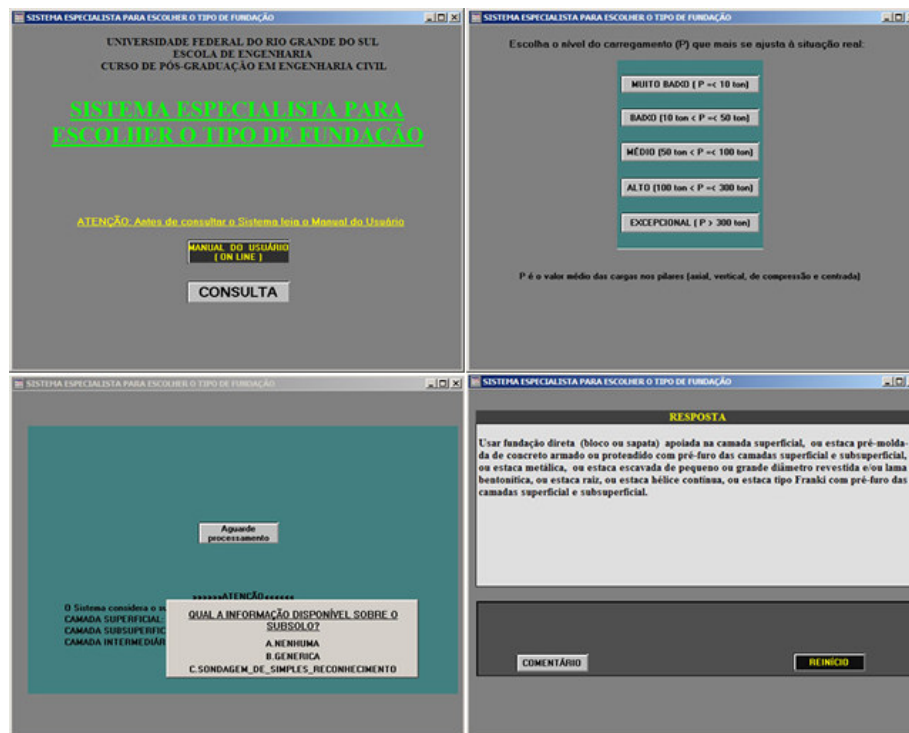 SISTEMA ESPECIALISTA PARA ESCOLHER O TIPO DE FUNDAÇÃO
UNIVERSIDADE FEDERAL DO RIO GRANDE DO SUL
ESCOLA DE ENGENHARIA
CURSO DE PÓS-GRADUAÇÃO EM ENGENHARIA CIVIL
SISTEMA ESPECIALISTA PARA
ESCOLHER O TIPO DE FUNDAÇÃO
ATENÇÃO: Antes de consultar o Sistema leia o Manual do Usuário
MANUAL DO USUÁRIO
( ON LINE )
CONSULTA
SISTEMA ESPECIALISTA PARA ESCOLHER O TIPO DE FUNDAÇÃO
Escolha o nível do carregamento (P) que mais se ajusta à situação real:
MUITO BAIXO ( P =< 10 ton)
BAIXO (10 ton < P =< 50 ton)
MÉDIO (50 ton < P =< 100 ton)
ALTO (100 ton < P =< 300 ton)
EXCEPCIONAL ( P > 300 ton)
P é o valor médio das cargas nos pilares (axial, vertical, de compressão e centrada)
SISTEMA ESPECIALISTA PARA ESCOLHER O TIPO DE FUNDAÇÃO
Aguarde
processamento
>>>>>>ATENÇÃO<<<<<<
O Sistema considera o su
CAMADA SUPERFICIAL:
CAMADA SUBSUPERFIC
CAMADA INTERMEDIÁR
QUAL A INFORMAÇÃO DISPONÍVEL SOBRE O
SUBSOLO?
A.NENHUMA
B.GENERICA
C.SONDAGEM_DE_SIMPLES_RECONHECIMENTO
SISTEMA ESPECIALISTA PARA ESCOLHER O TIPO DE FUNDAÇÃO
RESPOSTA
Usar fundação direta (bloco ou sapata) apoiada na camada superficial, ou estaca pré-molda-
da de concreto armado ou protendido com pré-furo das camadas superficial e subsuperficial,
ou estaca metálica, ou estaca escavada de pequeno ou grande diâmetro revestida e/ou lama
bentonítica, ou estaca raiz, ou estaca hélice contínua, ou estaca tipo Franki com pré-furo das
camadas superficial e subsuperficial.
COMENTÁRIO
REINÍCIO